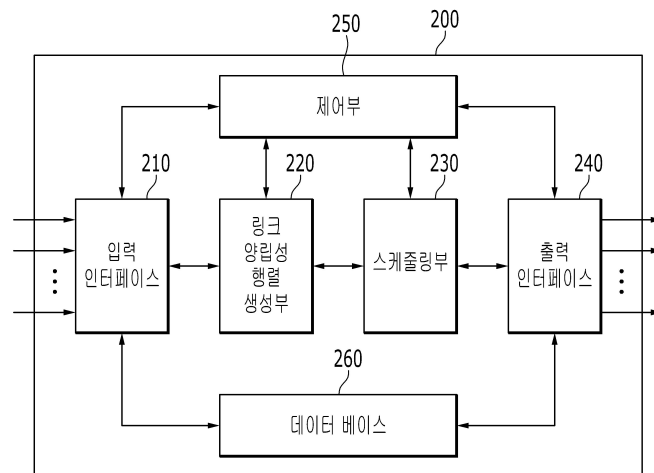 200
250
제어부
210
220
230
240
입력
인터페이스
링크
양립성
행렬
생성부
스케줄링부
출력
인터페이스
260
데이터 베이스